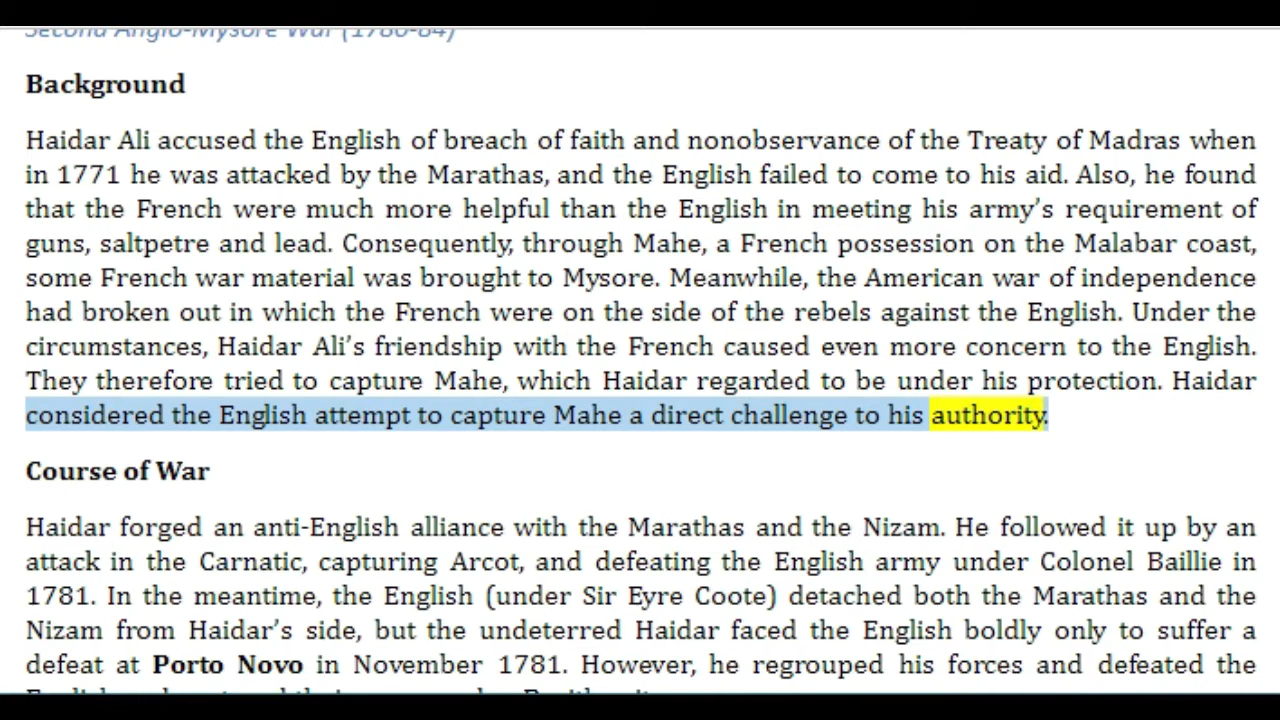 Second Anglo-Mysore War (1780-84)
Background
Haidar Ali accused the English of breach of faith and nonobservance of the Treaty of Madras when
in 1771 he was attacked by the Marathas, and the English failed to come to his aid. Also, he found
that the French were much more helpful than the English in meeting his army’s requirement of
guns, saltpetre and lead. Consequently, through Mahe, a French possession on the Malabar coast,
some French war material was brought to Mysore. Meanwhile, the American war of independence
had broken out in which the French were on the side of the rebels against the English. Under the
circumstances, Haidar Ali’s friendship with the French caused even more concern to the English.
They therefore tried to capture Mahe, which Haidar regarded to be under his protection. Haidar
considered the English attempt to capture Mahe a direct challenge to his authority.
Course of War
Haidar forged an anti-English alliance with the Marathas and the Nizam. He followed it up by an
attack in the Carnatic, capturing Arcot, and defeating the English army under Colonel Baillie in
1781. In the meantime, the English (under Sir Eyre Coote) detached both the Marathas and the
Nizam from Haidar’s side, but the undeterred Haidar faced the English boldly only to suffer a
defeat at Porto Novo in November 1781. However, he regrouped his forces and defeated the